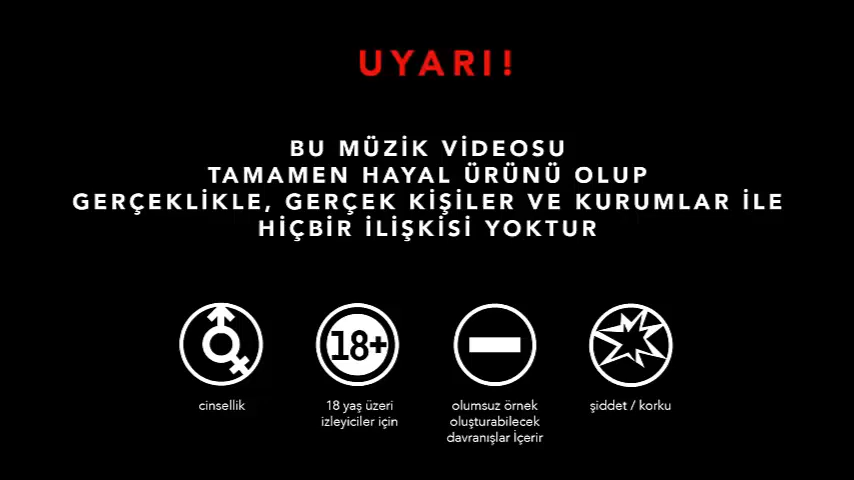 UYARI!
BU MÜZİK VİDEOSU
TAMAMEN HAYAL ÜRÜNÜ OLUP
GERÇEKLİKLE, GERÇEK KİŞİLER VE KURUMLAR İLE
HİÇBİR İLİŞKİSİ YOKTUR
18+
cinsellik
18 yaş üzeri
izleyiciler için
olumsuz örnek
oluşturabilecek
davranışlar İçerir
şiddet / korku